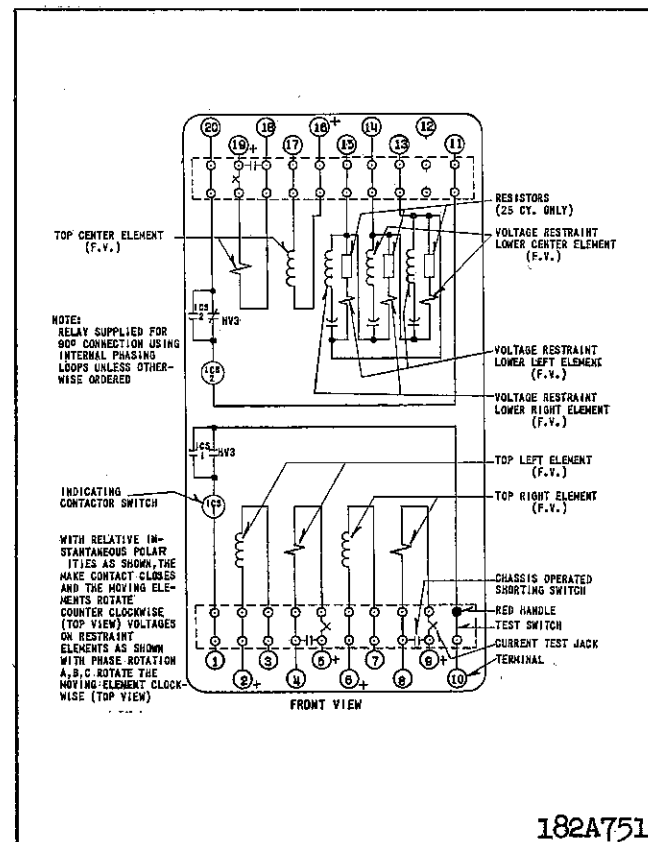 20 19 + 18 17 16 + 15 14 13 12 11
RESISTORS
(25 CY. ONLY)
TOP CENTER ELEMENT
(F.V.)
VOLTAGE RESTRAINT
LOWER CENTER ELEMENT
(F.V.)
ICS
2
HV3
NOTE:
RELAY SUPPLIED FOR
90º CONNECTION USING
INTERNAL PHASING
LOOPS UNLESS OTHER-
WISE ORDERED
ICS
2
VOLTAGE RESTRAINT
LOWER LEFT ELEMENT
(F.V.)
VOLTAGE RESTRAINT
LOWER RIGHT ELEMENT
(F.V.)
ICS
1
HV3
TOP LEFT ELEMENT
(F.V.)
INDICATING
CONTACTOR SWITCH
ICS
1
TOP RIGHT ELEMENT
(F.V.)
WITH RELATIVE IN-
STANTANEOUS POLAR
ITIES AS SHOWN, THE
MAKE CONTACT CLOSES
AND THE MOVING ELE-
MENTS ROTATE
COUNTER CLOCKWISE
(TOP VIEW) VOLTAGES
ON RESTRAINT
ELEMENTS AS SHOWN
WITH PHASE ROTATION
A,B,C ROTATE THE
MOVING ELEMENT CLOCK-
WISE (TOP VIEW)
CHASSIS OPERATED
SHORTING SWITCH
RED HANDLE
TEST SWITCH
CURRENT TEST JACK
TERMINAL
1 2 + 3 4 5 + 6 + 7 8 9 + 10
FRONT VIEW
182A751